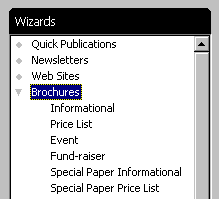 Wizards
Quick Publications
Newsletters
Web Sites
Brochures
Informational
Price List
Event
Fund-raiser
Special Paper Informational
Special Paper Price List